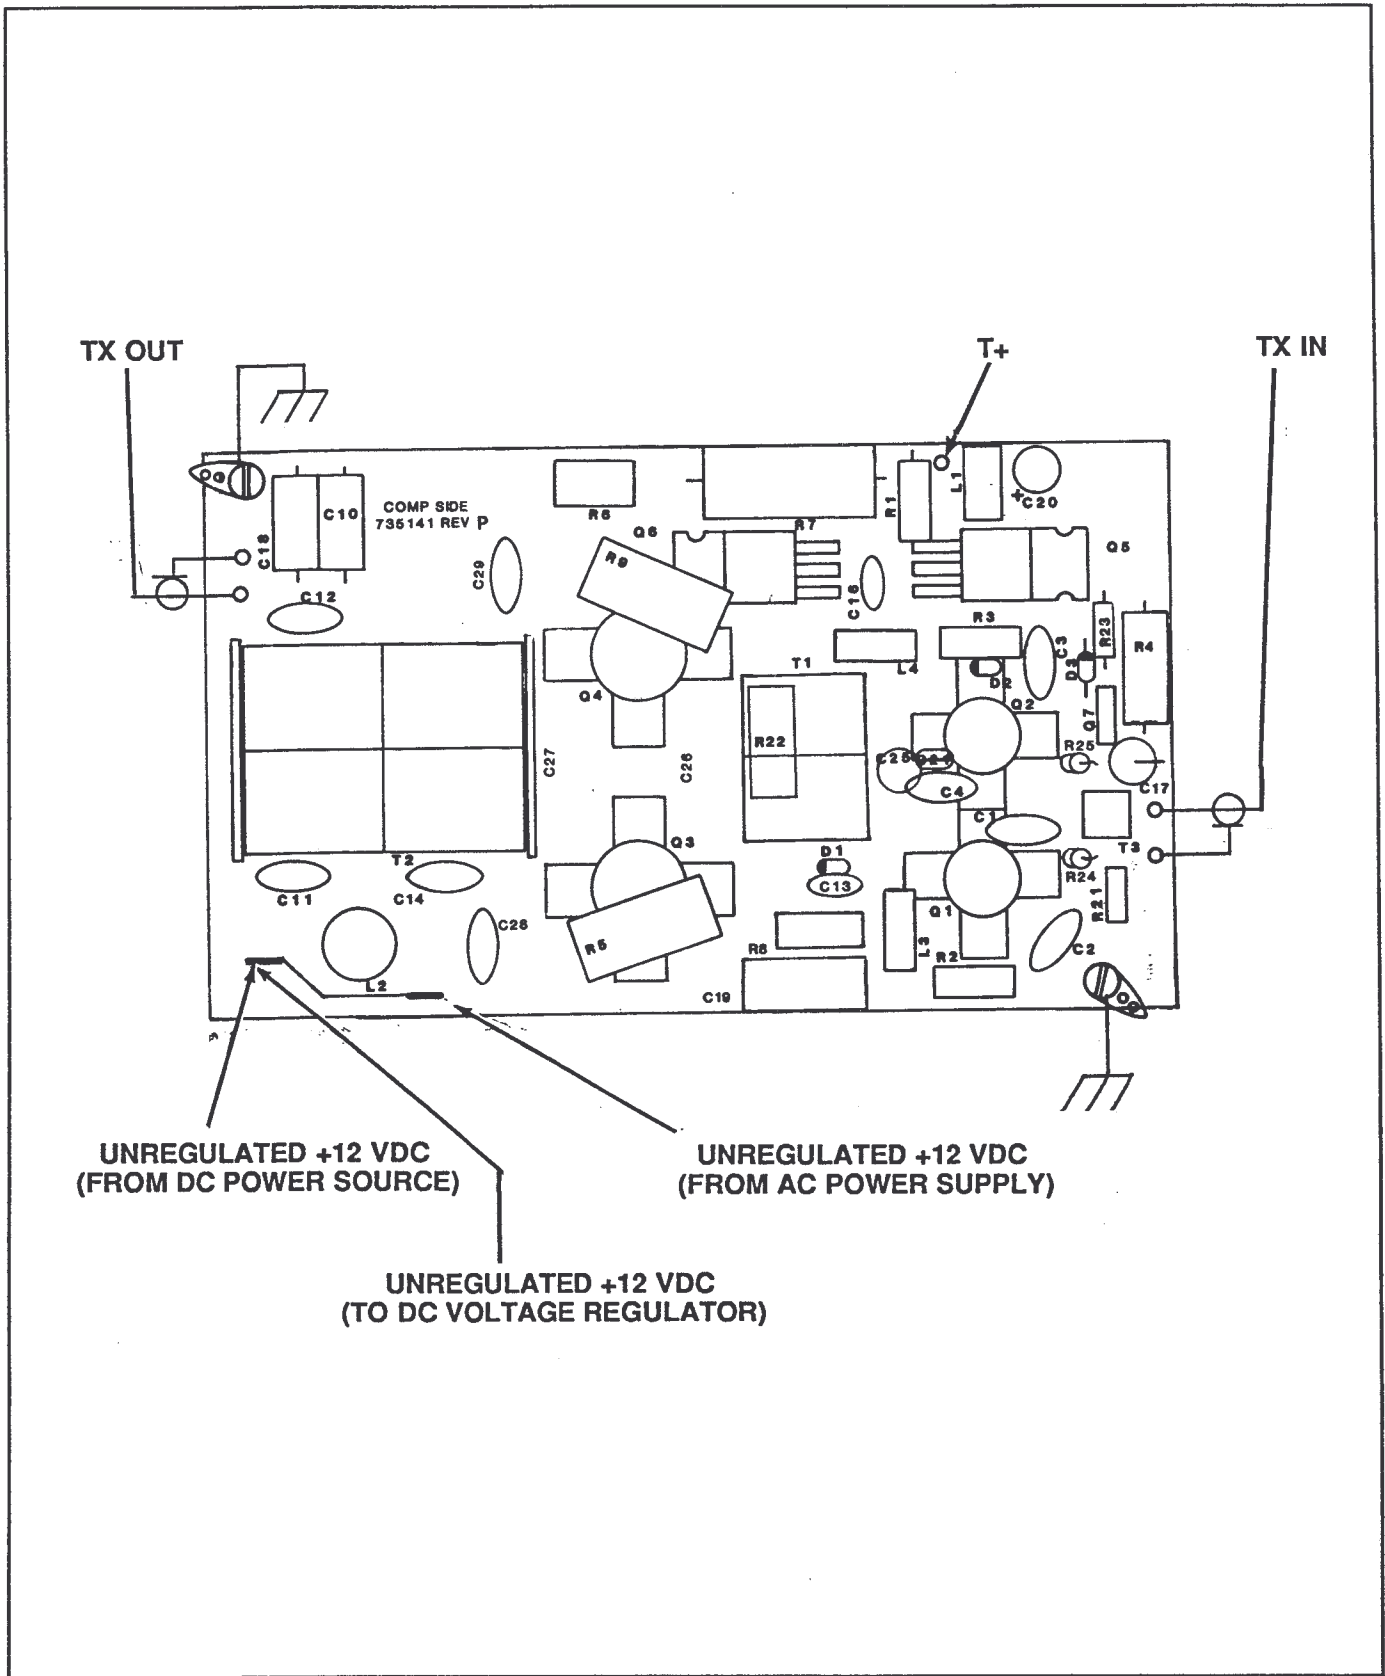 TX OUT
T+
TX IN
C10
COMP SIDE
735141 REV P
C18
C12
R6
Q6
R9
C29
R7
R1
L1
+
C20
Q5
C16
R3
C3
R23
R4
D3
L4
D2
Q2
Q7
T1
R22
Q4
C27
C26
C25
R25
C17
C4
C1
T3
R24
R21
Q3
D1
C13
T2
C11
C14
C28
R5
R8
L3
Q1
R2
C2
L2
C19
UNREGULATED +12 VDC
(FROM DC POWER SOURCE)
UNREGULATED +12 VDC
(FROM AC POWER SUPPLY)
UNREGULATED +12 VDC
(TO DC VOLTAGE REGULATOR)